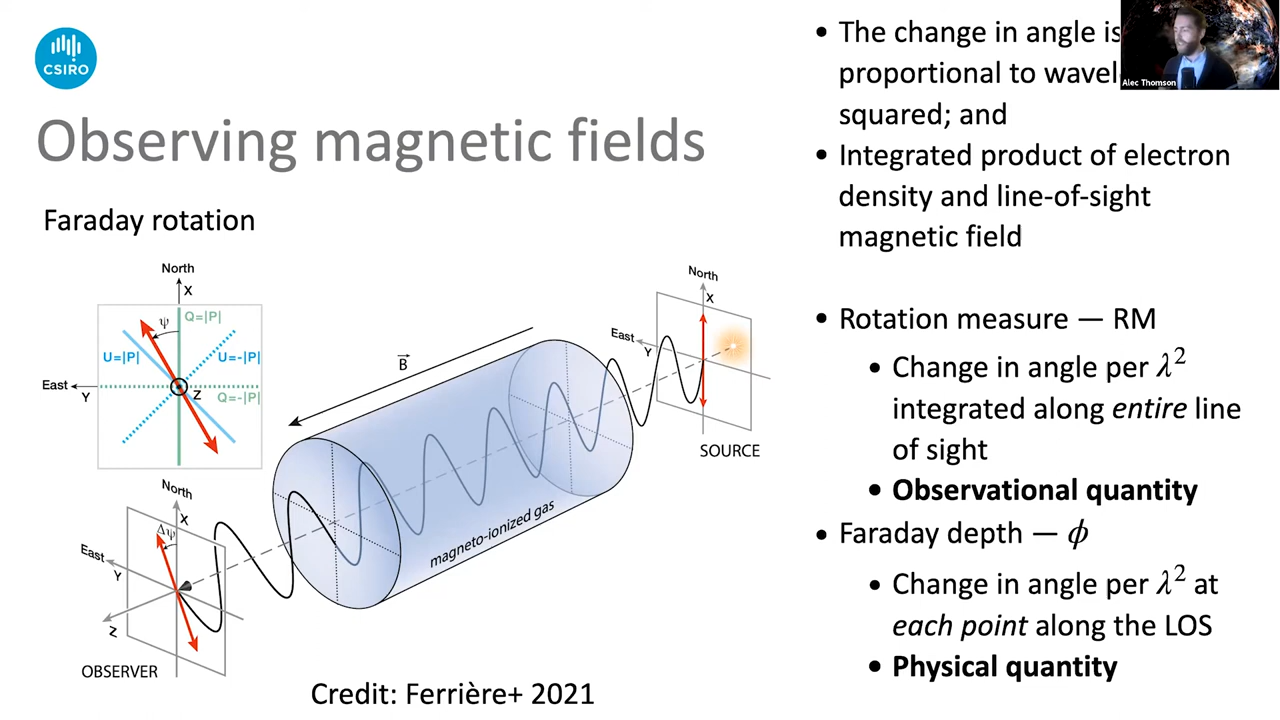 CSIRO
Observing magnetic fields
Faraday rotation
North
X
Q=|P|
ψ
U=|P|
U=-|P|
East
Y
Z
Q=-|P|
North
X
East
Y
B
SOURCE
magneto-ionized gas
North
X
Δψ
East
Y
Z
OBSERVER
Credit: Ferrière+ 2021
• The change in angle is
proportional to
squared; and
• Integrated product of electron
density and line-of-sight
magnetic field
• Rotation measure — RM
• Change in angle per λ²
integrated along entire line
of sight
• Observational quantity
• Faraday depth — ϕ
• Change in angle per λ² at
each point along the LOS
• Physical quantity
Alec Thomson